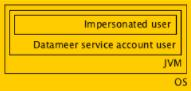 Impersonated user
Datameer service account user
JVM
OS